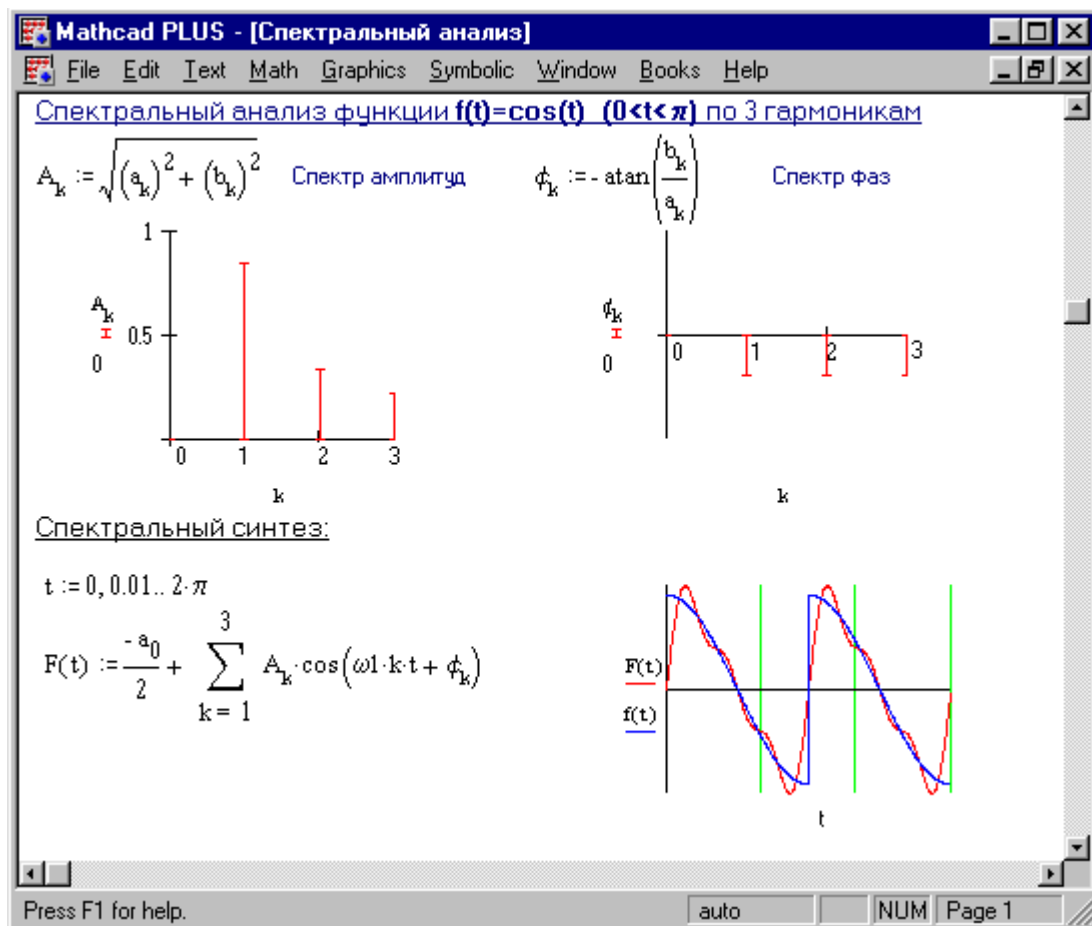 Mathcad PLUS - [Спектральный анализ]
File Edit Text Math Graphics Symbolic Window Books Help
Спектральный анализ функции f(t)=cos(t) (0<t<π) по 3 гармоникам
A_k := √((a_k)^2 + (b_k)^2) Спектр амплитуд ϕ_k := - atan(b_k/a_k) Спектр фаз
1
A_k
0.5
0
0 1 2 3
k
ϕ_k
0
0 1 2 3
k
Спектральный синтез:
t := 0, 0.01 .. 2·π
F(t) := -a_0/2 + ∑_{k = 1}^{3} A_k·cos(ω1·k·t + ϕ_k)
F(t)
f(t)
t
Press F1 for help.
auto
NUM
Page 1